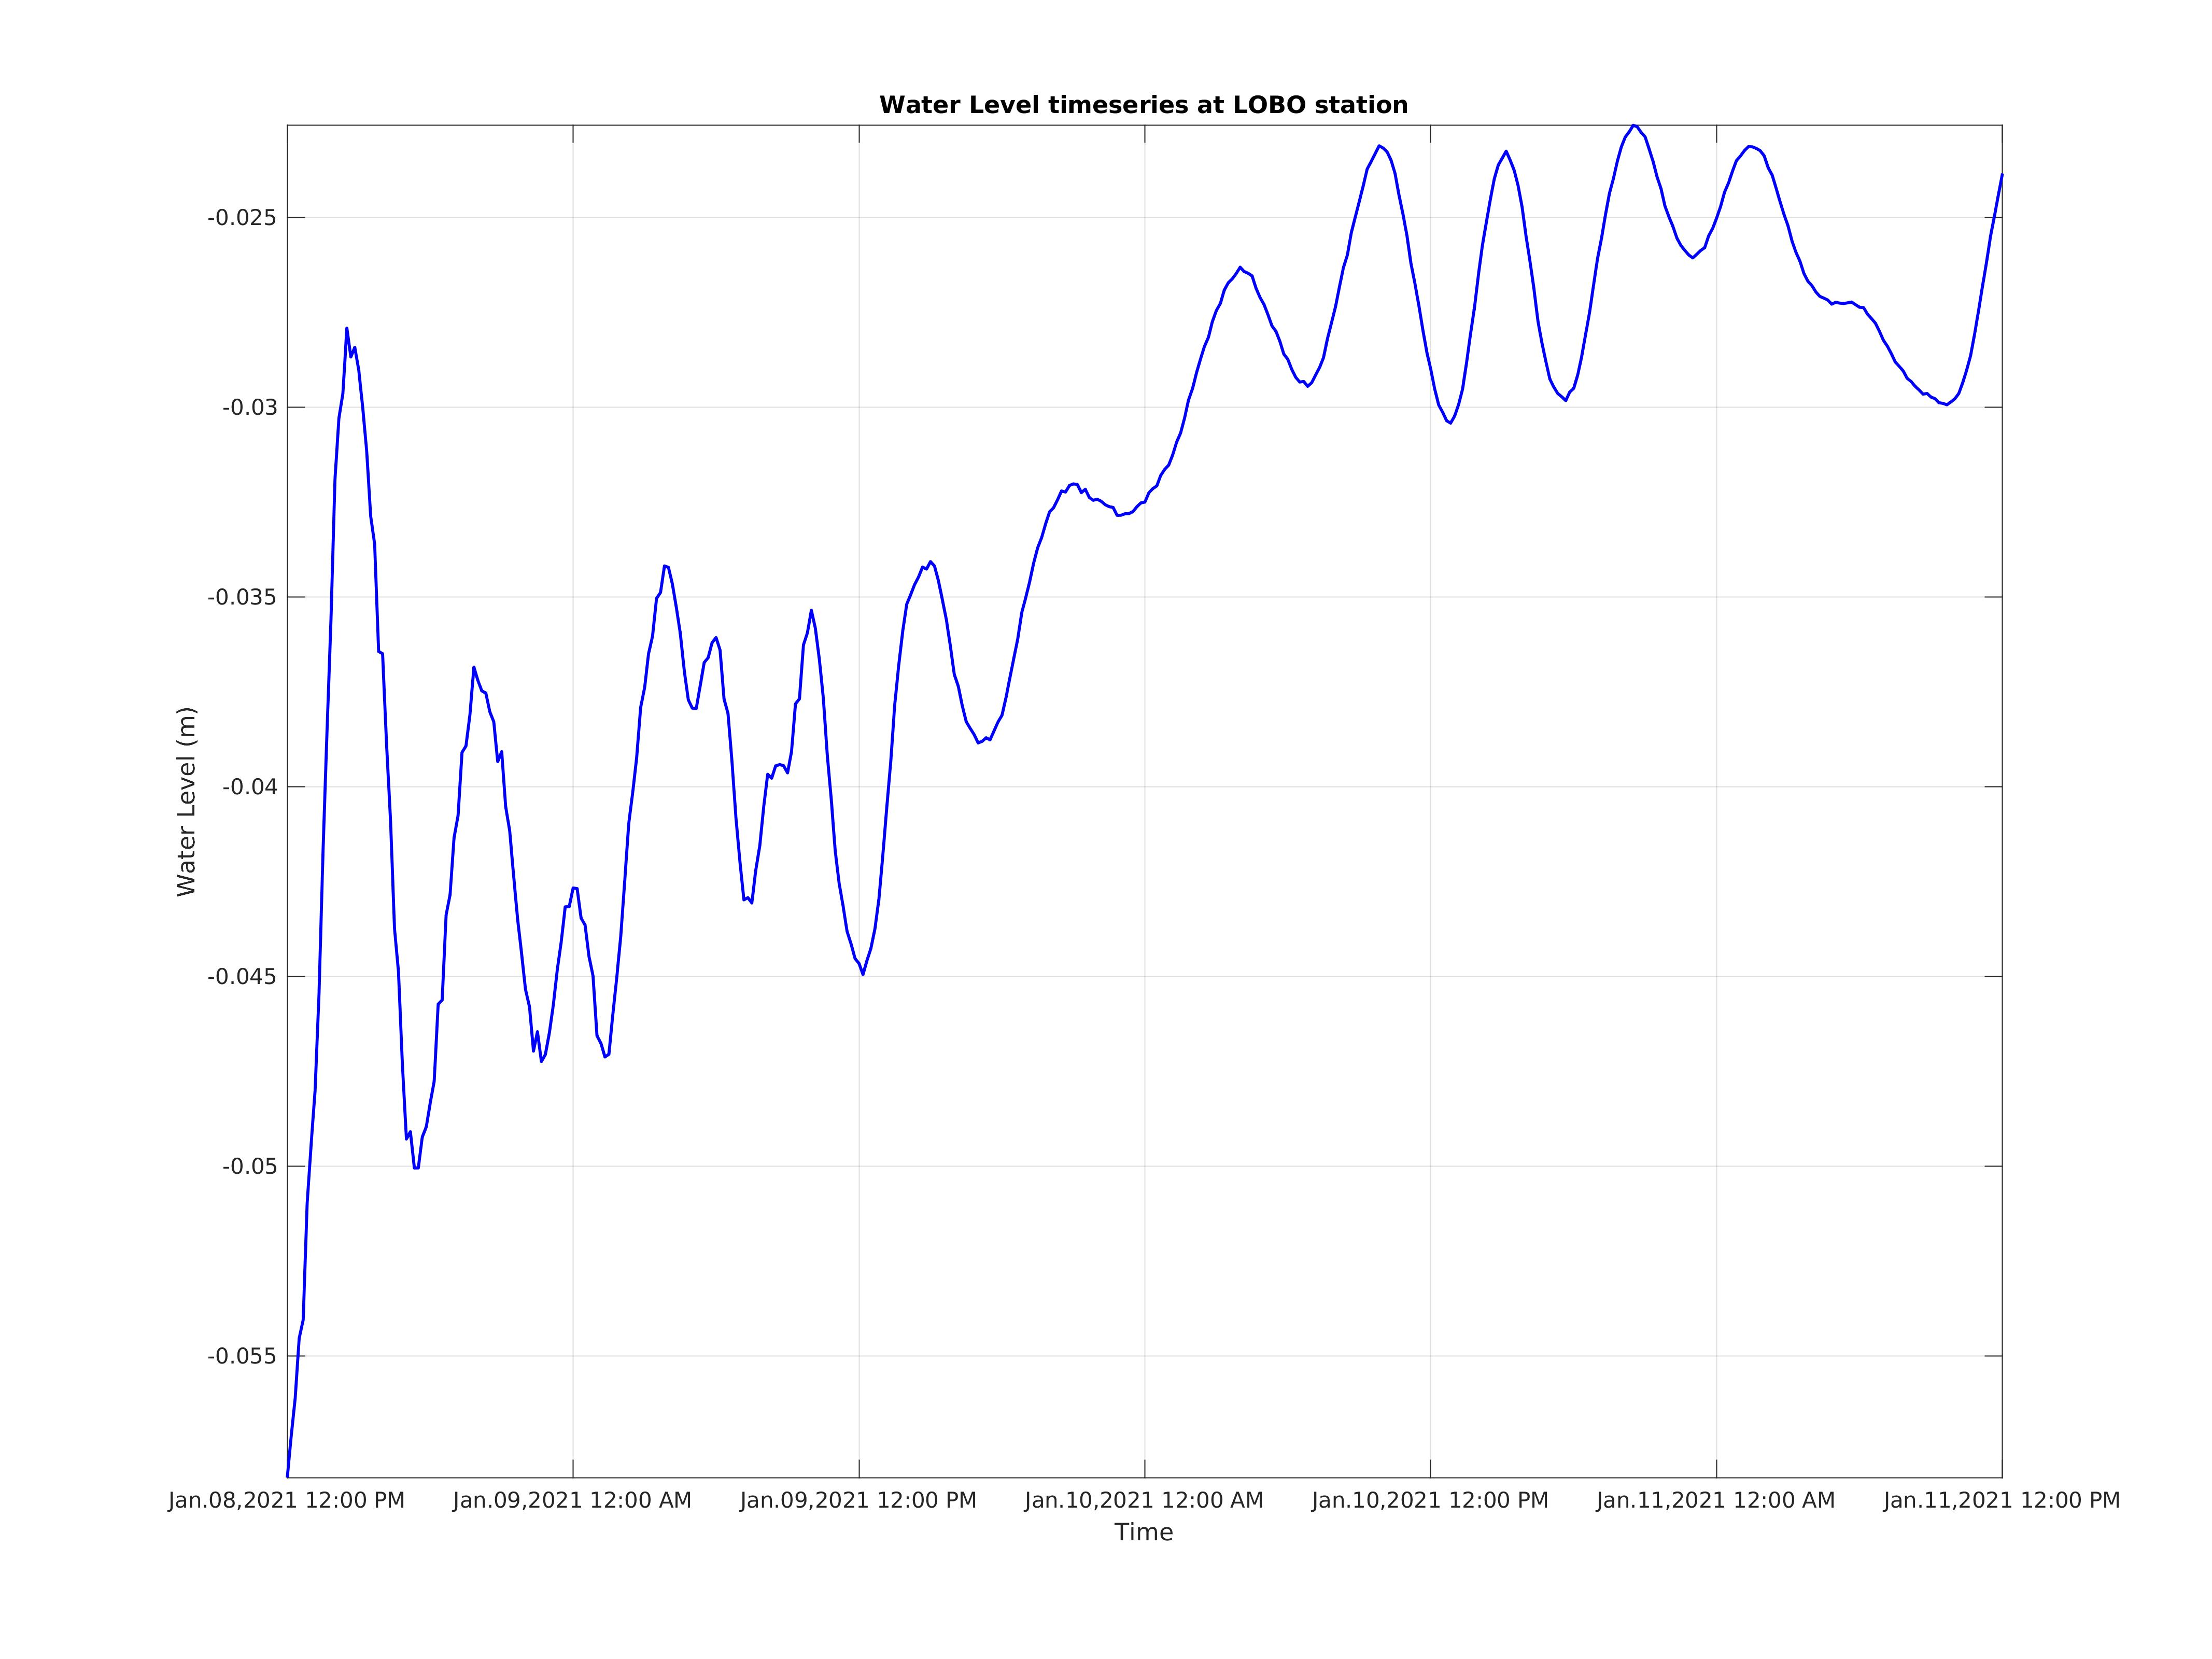 Water Level timeseries at LOBO station
-0.025
-0.03
-0.035
-0.04
-0.045
-0.05
-0.055
Water Level (m)
Jan.08,2021 12:00 PM Jan.09,2021 12:00 AM Jan.09,2021 12:00 PM Jan.10,2021 12:00 AM Jan.10,2021 12:00 PM Jan.11,2021 12:00 AM Jan.11,2021 12:00 PM
Time